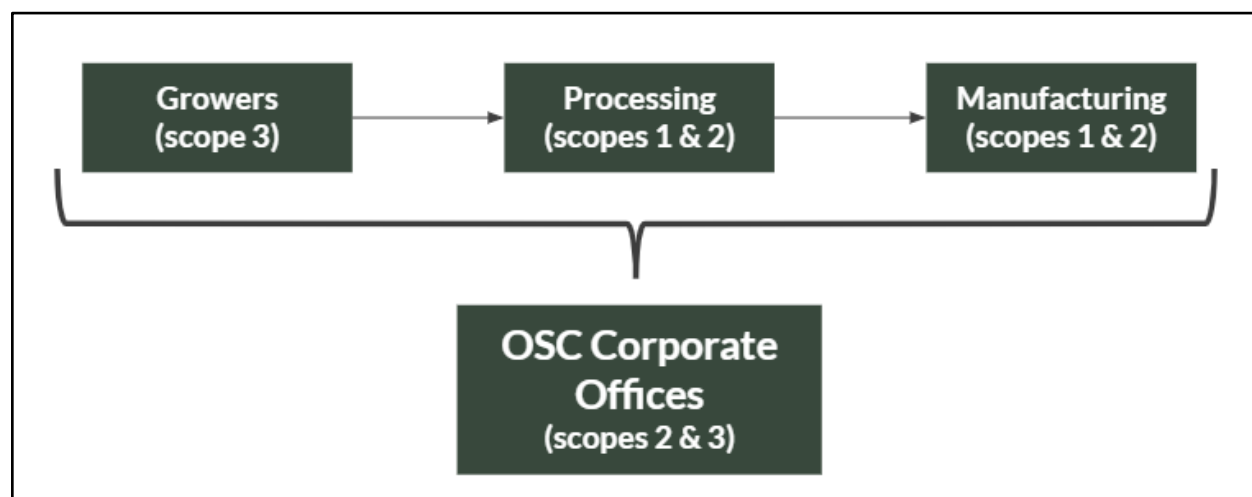 Growers
(scope 3)
Processing
(scopes 1 & 2)
Manufacturing
(scopes 1 & 2)
OSC Corporate
Offices
(scopes 2 & 3)